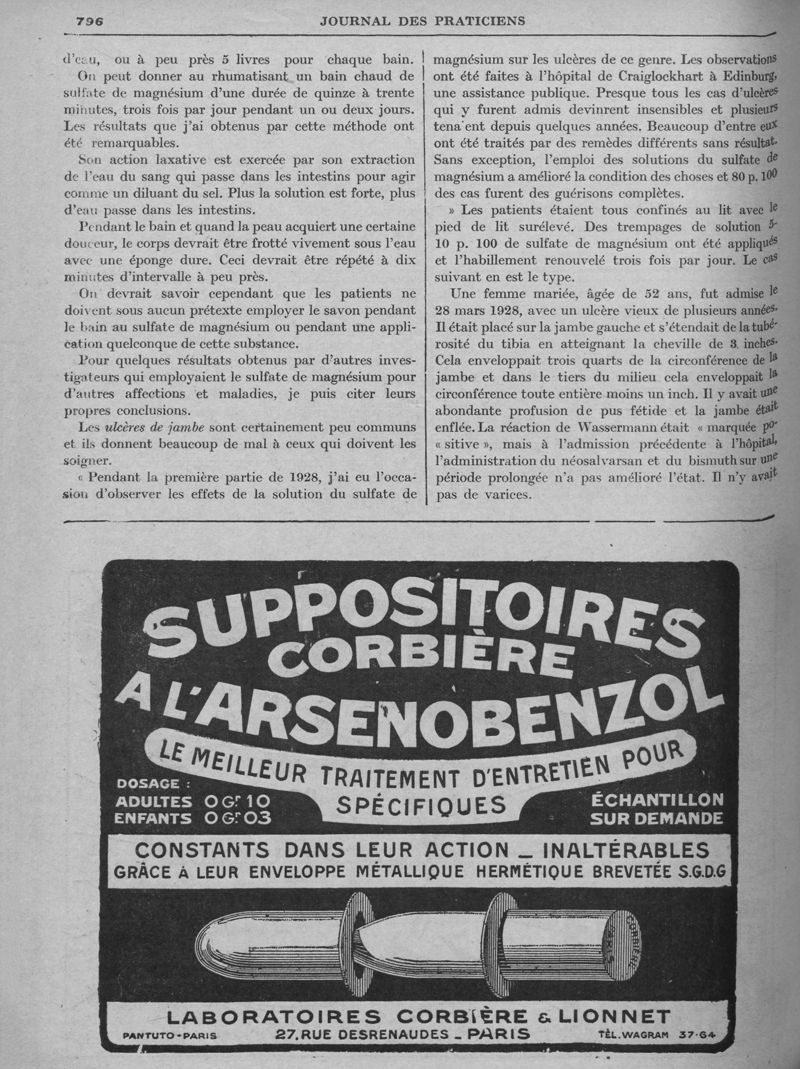 796
JOURNAL DES PRATICIENS
d'eau, ou à peu près 5 livres pour chaque bain.
On peut donner au rhumatisant un bain chaud de
sulfate de magnésium d'une durée de quinze à trente
minutes, trois fois par jour pendant un ou deux jours.
Les résultats que j'ai obtenus par cette méthode ont
été remarquables.
Son action laxative est exercée par son extraction
de l'eau du sang qui passe dans les intestins pour agir
comme un diluant du sel. Plus la solution est forte, plus
d'eau passe dans les intestins.
Pendant le bain et quand la peau acquiert une certaine
douceur, le corps devrait être frotté vivement sous l'eau
avec une éponge dure. Ceci devrait être répété à dix
minutes d'intervalle à peu près.
On devrait savoir cependant que les patients ne
doivent sous aucun prétexte employer le savon pendant
le bain au sulfate de magnésium ou pendant une appli-
cation quelconque de cette substance.
Pour quelques résultats obtenus par d'autres inves-
tigateurs qui employaient le sulfate de magnésium pour
d'autres affections et maladies, je puis citer leurs
propres conclusions.
Les ulcères de jambe sont certainement peu communs
et ils donnent beaucoup de mal à ceux qui doivent les
soigner.
« Pendant la première partie de 1928, j'ai eu l'occa-
sion d'observer les effets de la solution du sulfate de
magnésium sur les ulcères de ce genre. Les observations
ont été faites à l'hôpital de Craiglockhart à Edinburg,
une assistance publique. Presque tous les cas d'ulcères
qui y furent admis devinrent insensibles et plusieurs
tena'ent depuis quelques années. Beaucoup d'entre eux
ont été traités par des remèdes différents sans résultat.
Sans exception, l'emploi des solutions du sulfate de
magnésium a amélioré la condition des choses et 80 p. 100
des cas furent des guérisons complètes.
» Les patients étaient tous confinés au lit avec le
pied de lit surélevé. Des trempages de solution 5-
10 p. 100 de sulfate de magnésium ont été appliqués
et l'habillement renouvelé trois fois par jour. Le cas
suivant en est le type.
Une femme mariée, âgée de 52 ans, fut admise le
28 mars 1928, avec un ulcère vieux de plusieurs années.
Il était placé sur la jambe gauche et s'étendait de la tubé-
rosité du tibia en atteignant la cheville de 3 inches.
Cela enveloppait trois quarts de la circonférence de la
jambe et dans le tiers du milieu cela enveloppait la
circonférence toute entière moins un inch. Il y avait une
abondante profusion de pus fétide et la jambe était
enflée. La réaction de Wassermann était « marquée po-
« sitive », mais à l'admission précédente à l'hôpital,
l'administration du néosalvarsan et du bismuth sur une
période prolongée n'a pas amélioré l'état. Il n'y avait
pas de varices.
SUPPOSITOIRES
CORBIÈRE
A L'ARSENOBENZOL
LE MEILLEUR TRAITEMENT D'ENTRETIEN POUR
SPÉCIFIQUES
DOSAGE :
ADULTES 0 Gr 10
ENFANTS 0 Gr 03
ÉCHANTILLON
SUR DEMANDE
CONSTANTS DANS LEUR ACTION _ INALTÉRABLES
GRÂCE À LEUR ENVELOPPE MÉTALLIQUE HERMÉTIQUE BREVETÉE S.G.D.G
CORBIÈRE
PARIS
LABORATOIRES CORBIÈRE & LIONNET
PANTUTO-PARIS
27, RUE DESRENAUDES _ PARIS
TÈL. WAGRAM 37-64